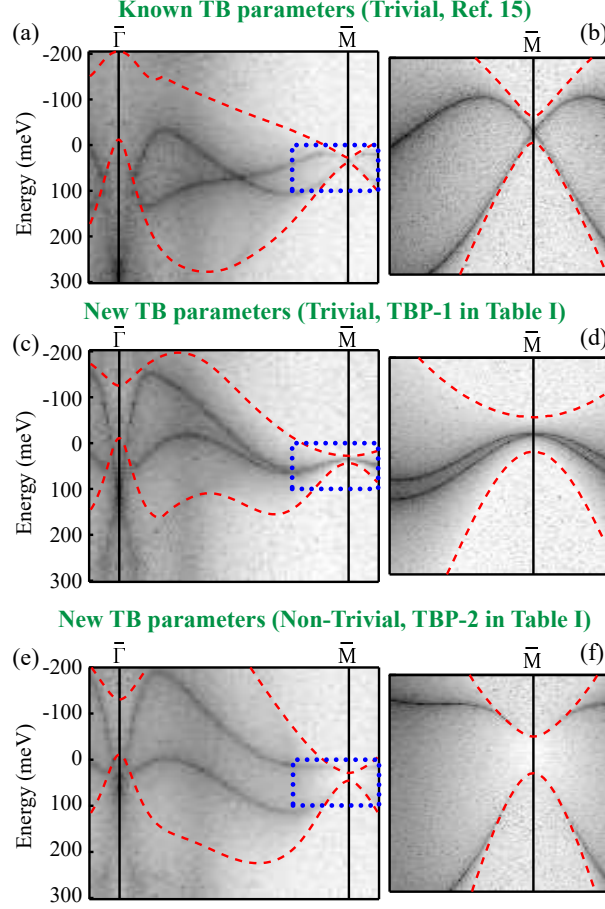 Known TB parameters (Trivial, Ref. 15)
(a)
Γ̅
M̅
M̅
(b)
-200
-100
0
100
200
300
Energy (meV)
New TB parameters (Trivial, TBP-1 in Table I)
(c)
Γ̅
M̅
M̅
(d)
-200
-100
0
100
200
300
Energy (meV)
New TB parameters (Non-Trivial, TBP-2 in Table I)
(e)
Γ̅
M̅
M̅
(f)
-200
-100
0
100
200
300
Energy (meV)